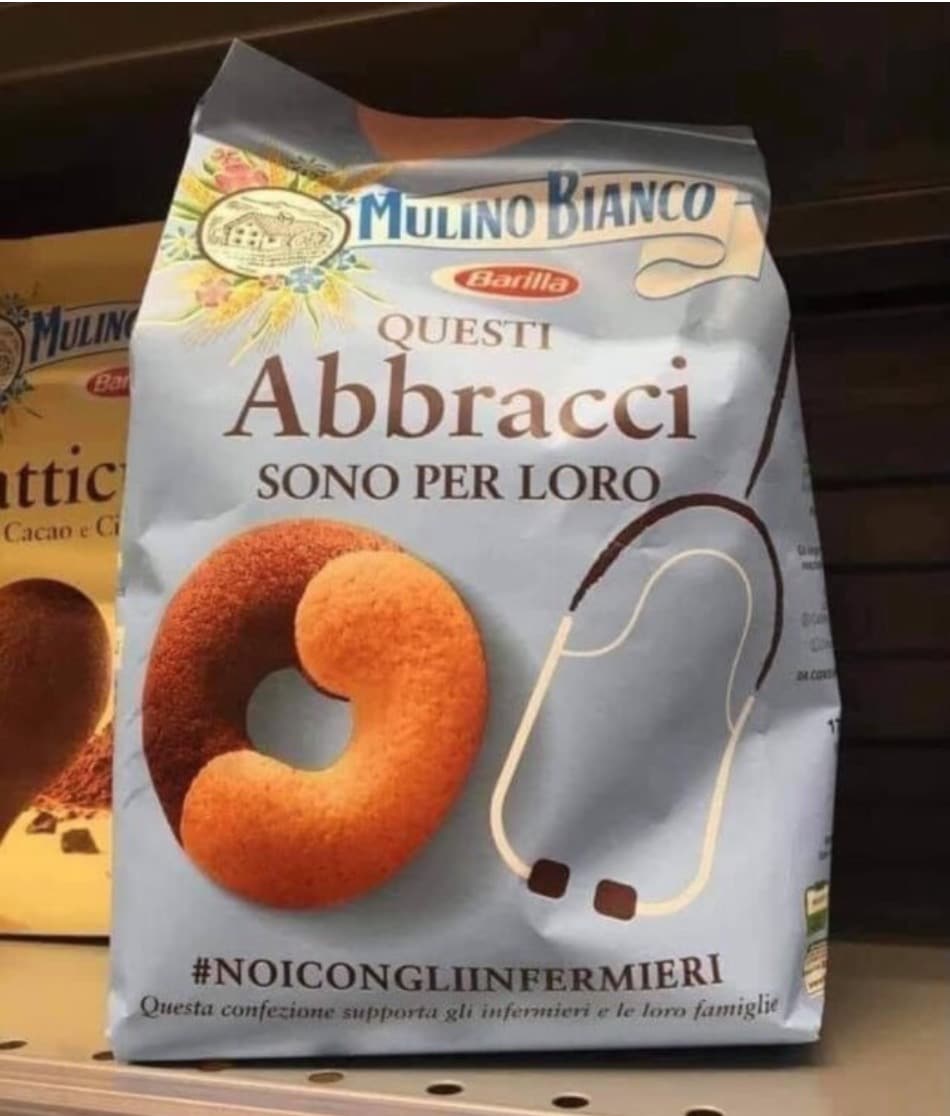 MULINO BIANCO
Barilla
QUESTI
Abbracci
SONO PER LORO
#NOICONGLIINFERMIERI
Questa confezione supporta gli infermieri e le loro famiglie
MULINO
Cacao e